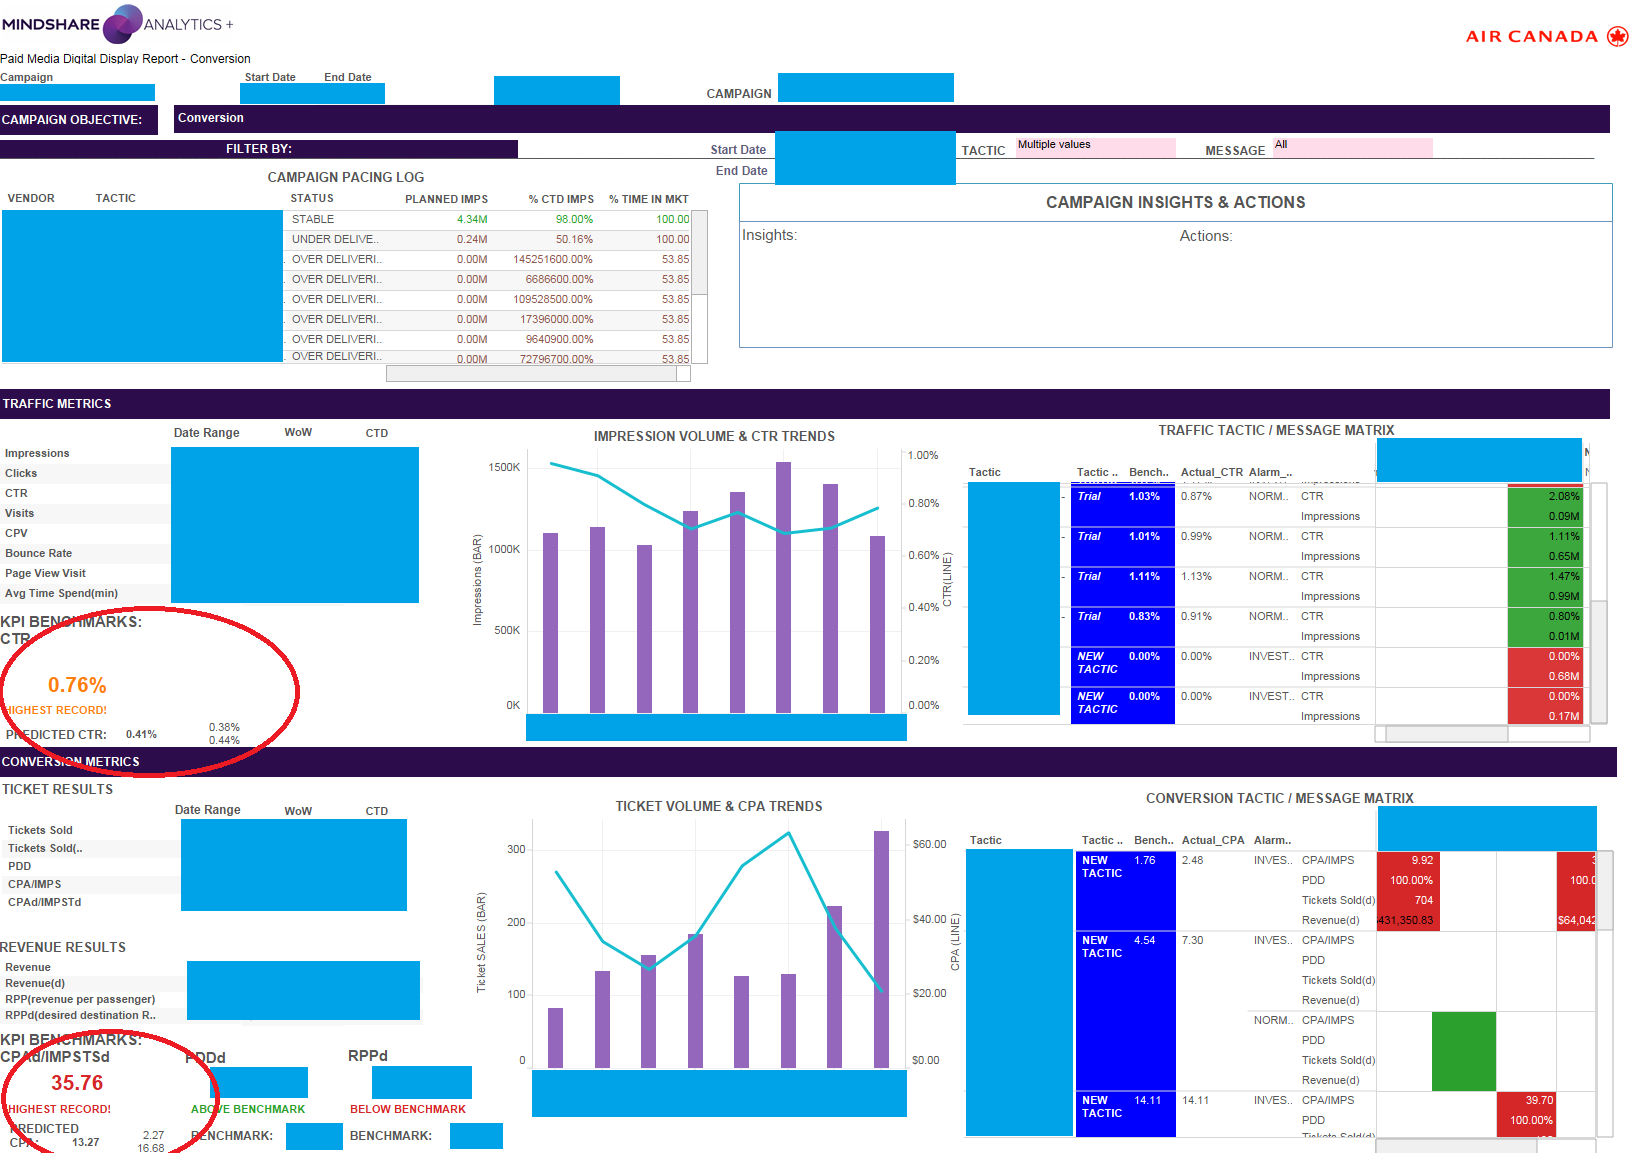 MINDSHARE ANALYTICS +
AIR CANADA
Paid Media Digital Display Report - Conversion
Campaign Start Date End Date
CAMPAIGN
CAMPAIGN OBJECTIVE: Conversion
FILTER BY:
Start Date TACTIC Multiple values MESSAGE All
End Date
CAMPAIGN PACING LOG
VENDOR TACTIC STATUS PLANNED IMPS % CTD IMPS % TIME IN MKT
STABLE 4.34M 98.00% 100.00
UNDER DELIVE.. 0.24M 50.16% 100.00
OVER DELIVERI.. 0.00M 145251600.00% 53.85
OVER DELIVERI.. 0.00M 6686600.00% 53.85
OVER DELIVERI.. 0.00M 109528500.00% 53.85
OVER DELIVERI.. 0.00M 17396000.00% 53.85
OVER DELIVERI.. 0.00M 9640900.00% 53.85
OVER DELIVERI.. 0.00M 72796700.00% 53.85
CAMPAIGN INSIGHTS & ACTIONS
Insights: Actions:
TRAFFIC METRICS
Date Range WoW CTD
Impressions
Clicks
CTR
Visits
CPV
Bounce Rate
Page View Visit
Avg Time Spend(min)
KPI BENCHMARKS:
CTR
0.76%
HIGHEST RECORD!
PREDICTED CTR: 0.41% 0.38%
0.44%
IMPRESSION VOLUME & CTR TRENDS
Impressions (BAR)
1500K
1000K
500K
0K
1.00%
0.80%
0.60%
0.40%
0.20%
0.00%
CTR(LINE)
TRAFFIC TACTIC / MESSAGE MATRIX
Tactic Tactic .. Bench.. Actual_CTR Alarm_..
Trial 1.03% 0.87% NORM.. CTR 2.08%
Impressions 0.09M
Trial 1.01% 0.99% NORM.. CTR 1.11%
Impressions 0.65M
Trial 1.11% 1.13% NORM.. CTR 1.47%
Impressions 0.99M
Trial 0.83% 0.91% NORM.. CTR 0.80%
Impressions 0.01M
NEW TACTIC 0.00% 0.00% INVEST.. CTR 0.00%
Impressions 0.68M
NEW TACTIC 0.00% 0.00% INVEST.. CTR 0.00%
Impressions 0.17M
CONVERSION METRICS
TICKET RESULTS
Date Range WoW CTD
Tickets Sold
Tickets Sold(..
PDD
CPA/IMPS
CPAd/IMPSTd
REVENUE RESULTS
Revenue
Revenue(d)
RPP(revenue per passenger)
RPPd(desired destination R..
KPI BENCHMARKS:
CPAd/IMPSTSd PDDd RPPd
35.76
HIGHEST RECORD! ABOVE BENCHMARK BELOW BENCHMARK
PREDICTED CPA: 13.27 2.27
16.68
BENCHMARK: BENCHMARK:
TICKET VOLUME & CPA TRENDS
Ticket SALES (BAR)
300
200
100
0
$60.00
$40.00
$20.00
$0.00
CPA (LINE)
CONVERSION TACTIC / MESSAGE MATRIX
Tactic Tactic .. Bench.. Actual_CPA Alarm..
NEW TACTIC 1.76 2.48 INVES.. CPA/IMPS 9.92
PDD 100.00% 100.0
Tickets Sold(d) 704
Revenue(d) 431,350.83 $64,042
NEW TACTIC 4.54 7.30 INVES.. CPA/IMPS
PDD
Tickets Sold(d)
Revenue(d)
NORM.. CPA/IMPS
PDD
Tickets Sold(d)
Revenue(d)
NEW TACTIC 14.11 14.11 INVES.. CPA/IMPS 39.70
PDD 100.00%
Tickets Sold(d)